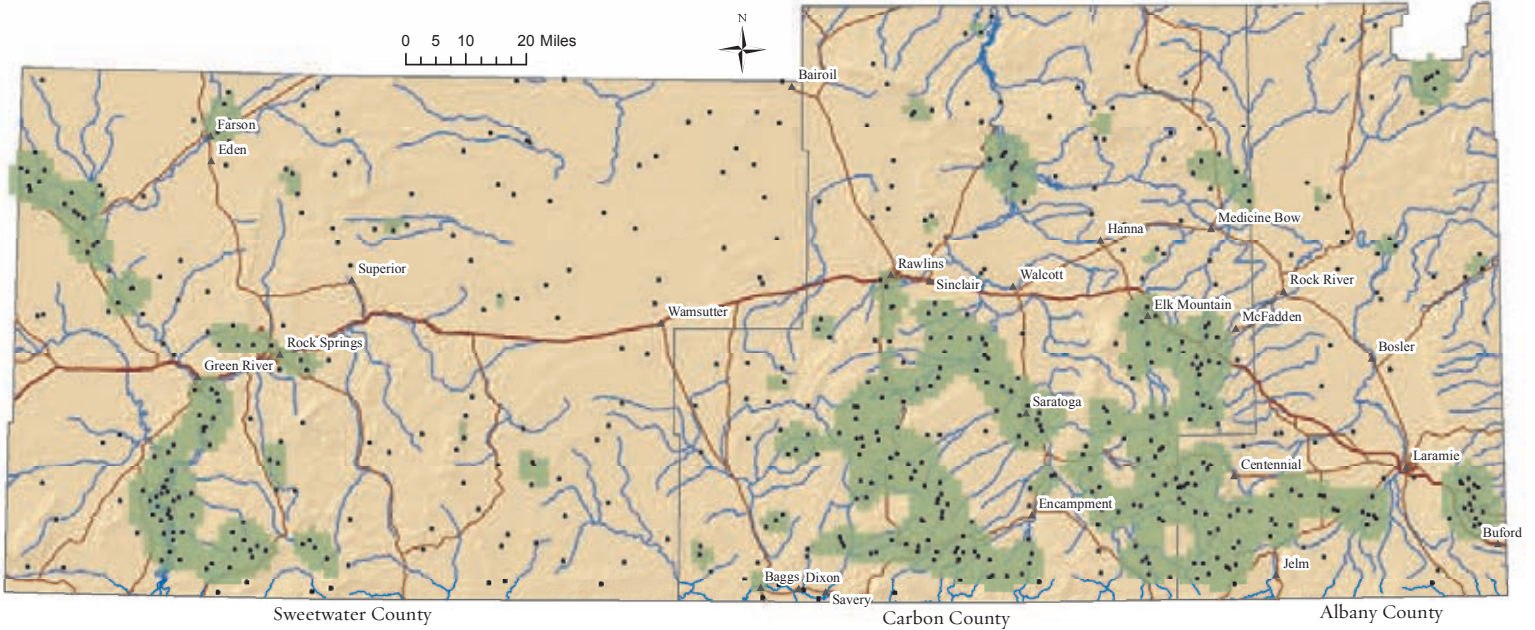 N
0 5 10 20 Miles
Bairoil
Farson
Eden
Medicine Bow
Hanna
Superior
Rawlins
Sinclair
Walcott
Rock River
Elk Mountain
Wamsutter
McFadden
Rock Springs
Bosler
Green River
Saratoga
Laramie
Centennial
Encampment
Buford
Jelm
Baggs
Dixon
Savery
Sweetwater County
Carbon County
Albany County